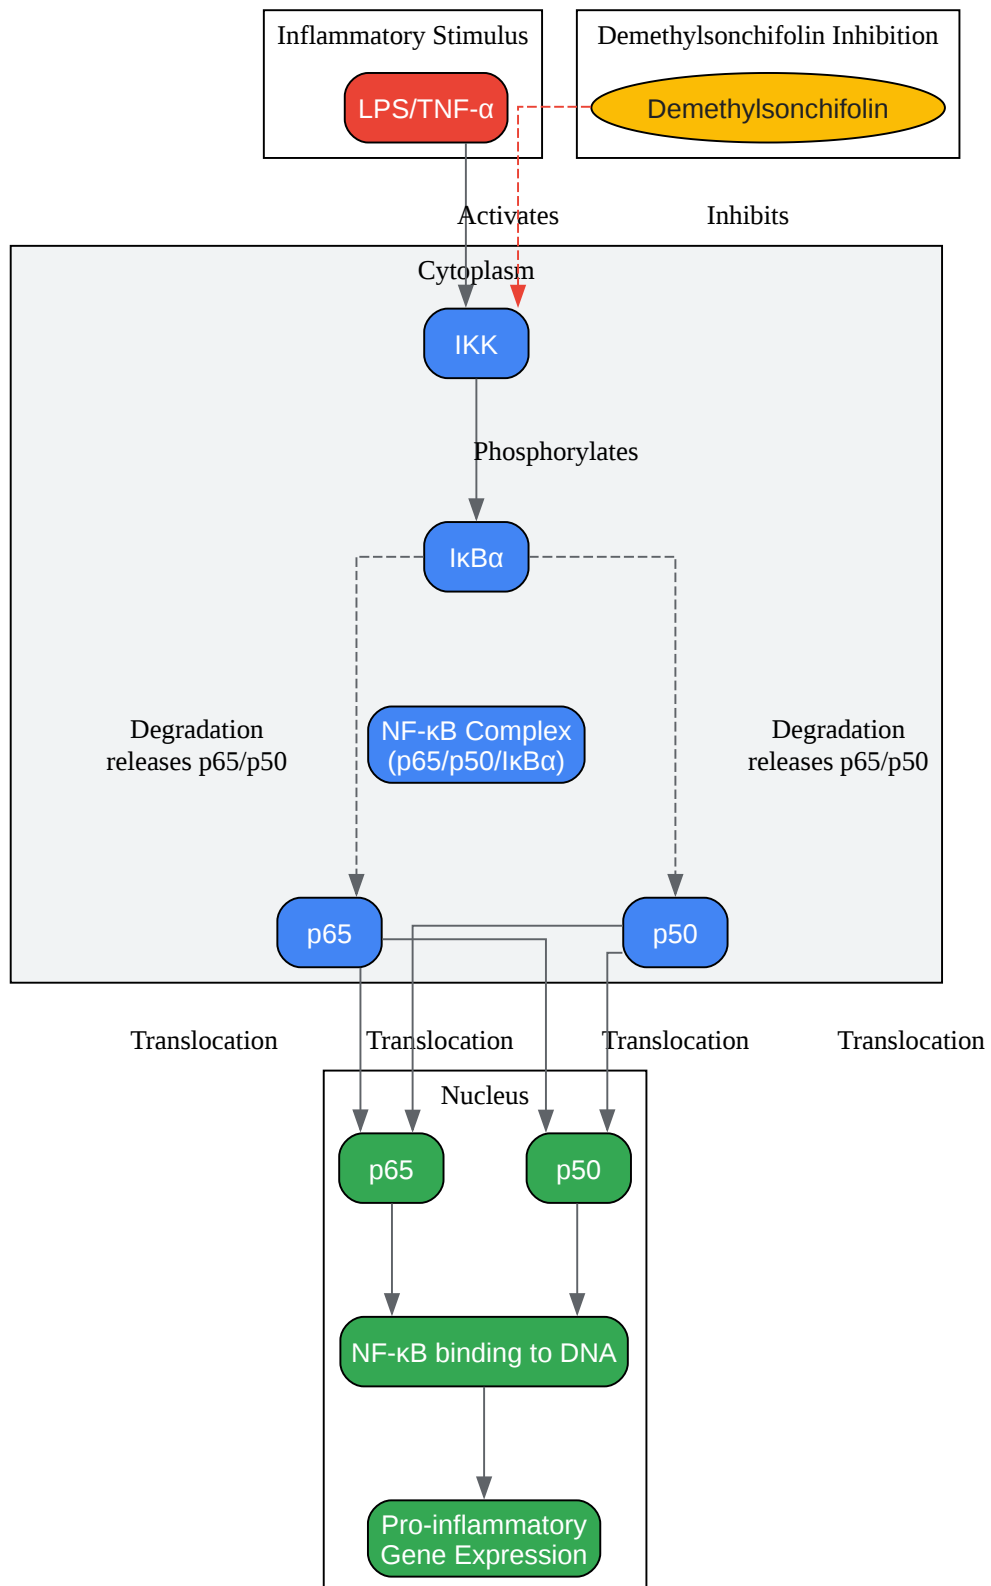 Inflammatory Stimulus
Demethylsonchifolin Inhibition
LPS/TNF-α
Demethylsonchifolin
Activates
Inhibits
Cytoplasm
IKK
Phosphorylates
IκBα
Degradation
releases p65/p50
NF-κB Complex
(p65/p50/IκBα)
Degradation
releases p65/p50
p65
p50
Translocation
Translocation
Translocation
Translocation
Nucleus
p65
p50
NF-κB binding to DNA
Pro-inflammatory
Gene Expression